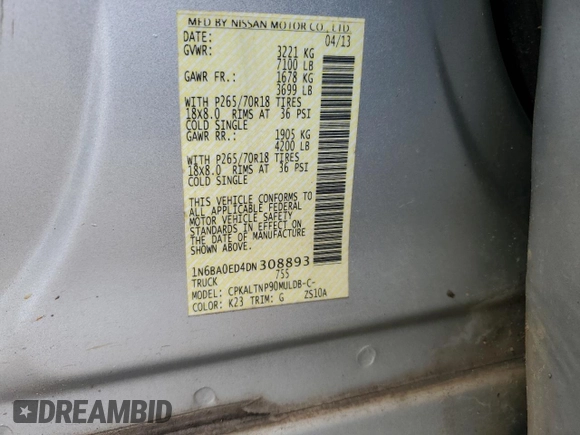 MFD BY NISSAN MOTOR CO., LTD.
DATE: 04/13
GVWR: 3221 KG
7100 LB
GAWR FR.: 1678 KG
3699 LB
WITH P265/70R18 TIRES
18X8.0 RIMS AT 36 PSI
COLD SINGLE
GAWR RR.: 1905 KG
4200 LB
WITH P265/70R18 TIRES
18X8.0 RIMS AT 36 PSI
COLD SINGLE
THIS VEHICLE CONFORMS TO
ALL APPLICABLE FEDERAL
MOTOR VEHICLE SAFETY
STANDARDS IN EFFECT ON
THE DATE OF MANUFACTURE
SHOWN ABOVE.
1N6BA0ED4DN308893
TRUCK 755
MODEL: CPKALTNP90MULDB-C-
COLOR: K23 TRIM: G ZS10A
DREAMBID